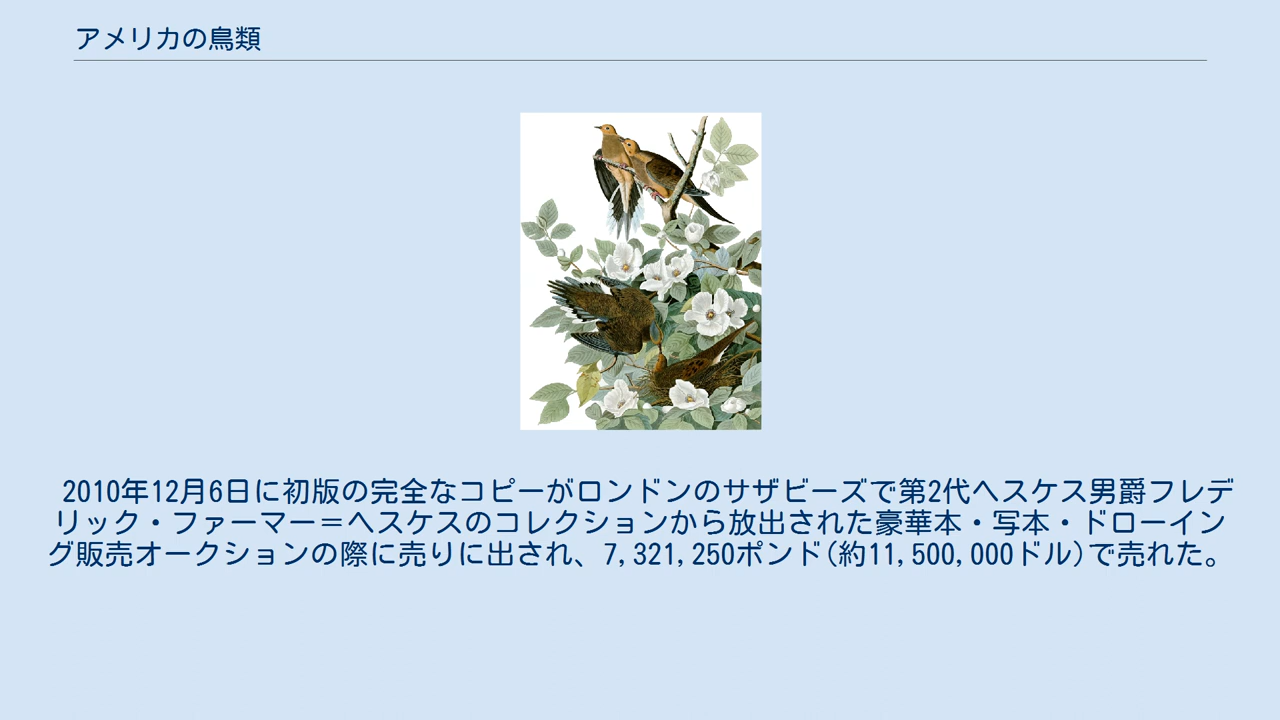 アメリカの鳥類
2010年12月6日に初版の完全なコピーがロンドンのサザビーズで第2代ヘスケス男爵フレデ
リック・ファーマー＝ヘスケスのコレクションから放出された豪華本・写本・ドローイン
グ販売オークションの際に売りに出され、7,321,250ポンド(約11,500,000ドル)で売れた。